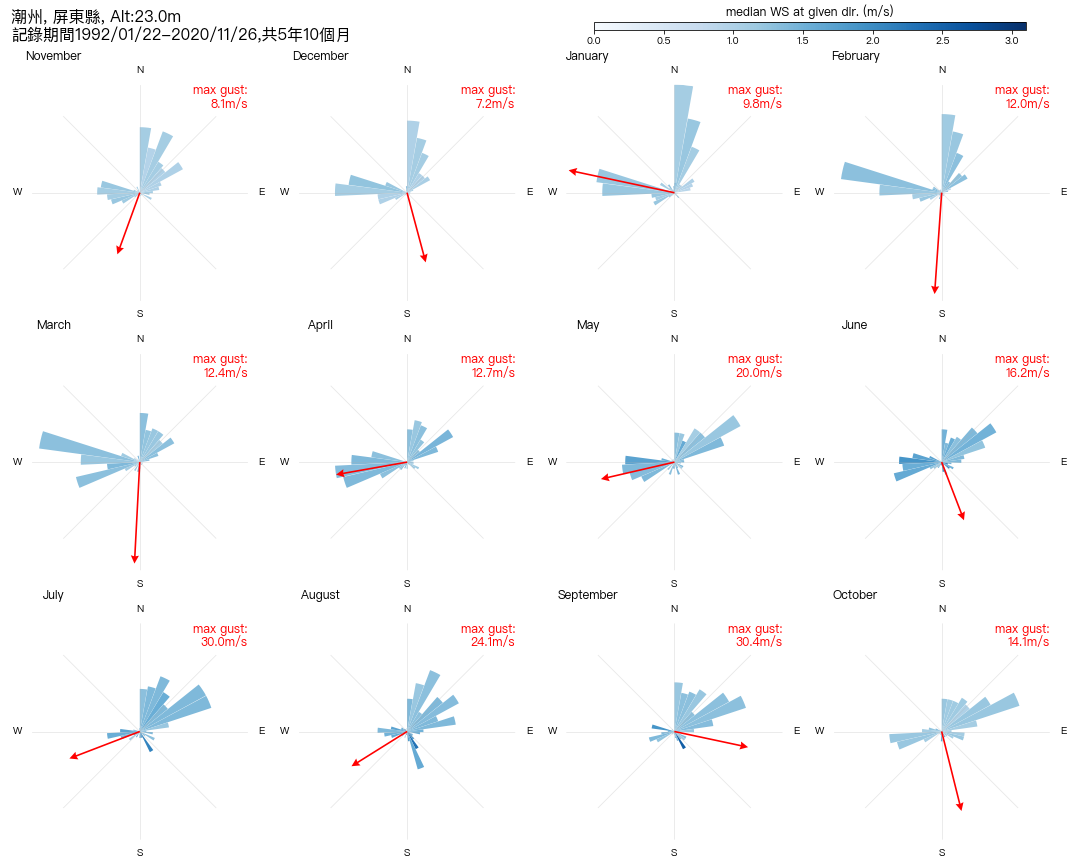 潮州, 屏東縣, Alt:23.0m
記錄期間1992/01/22-2020/11/26,共5年10個月
median WS at given dir. (m/s)
0.0 0.5 1.0 1.5 2.0 2.5 3.0
November
N
max gust:
8.1m/s
W
E
S
December
N
max gust:
7.2m/s
W
E
S
January
N
max gust:
9.8m/s
W
E
S
February
N
max gust:
12.0m/s
W
E
S
March
N
max gust:
12.4m/s
W
E
S
April
N
max gust:
12.7m/s
W
E
S
May
N
max gust:
20.0m/s
W
E
S
June
N
max gust:
16.2m/s
W
E
S
July
N
max gust:
30.0m/s
W
E
S
August
N
max gust:
24.1m/s
W
E
S
September
N
max gust:
30.4m/s
W
E
S
October
N
max gust:
14.1m/s
W
E
S